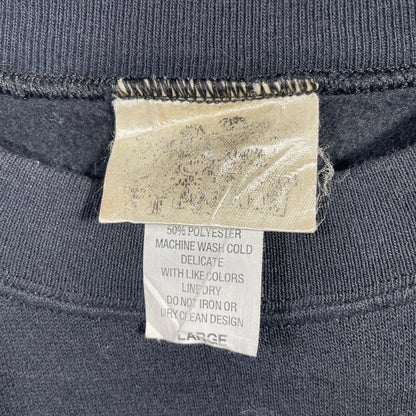 50% POLYESTER
MACHINE WASH COLD
DELICATE
WITH LIKE COLORS
LINE DRY
DO NOT IRON OR
DRY CLEAN DESIGN
LARGE